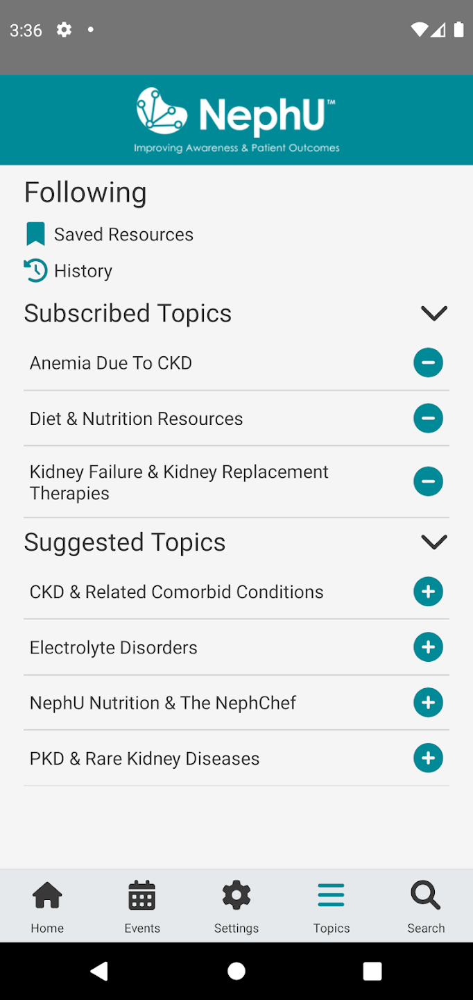 3:36
NephU™
Improving Awareness & Patient Outcomes
Following
Saved Resources
History
Subscribed Topics
Anemia Due To CKD
Diet & Nutrition Resources
Kidney Failure & Kidney Replacement
Therapies
Suggested Topics
CKD & Related Comorbid Conditions
Electrolyte Disorders
NephU Nutrition & The NephChef
PKD & Rare Kidney Diseases
Home
Events
Settings
Topics
Search